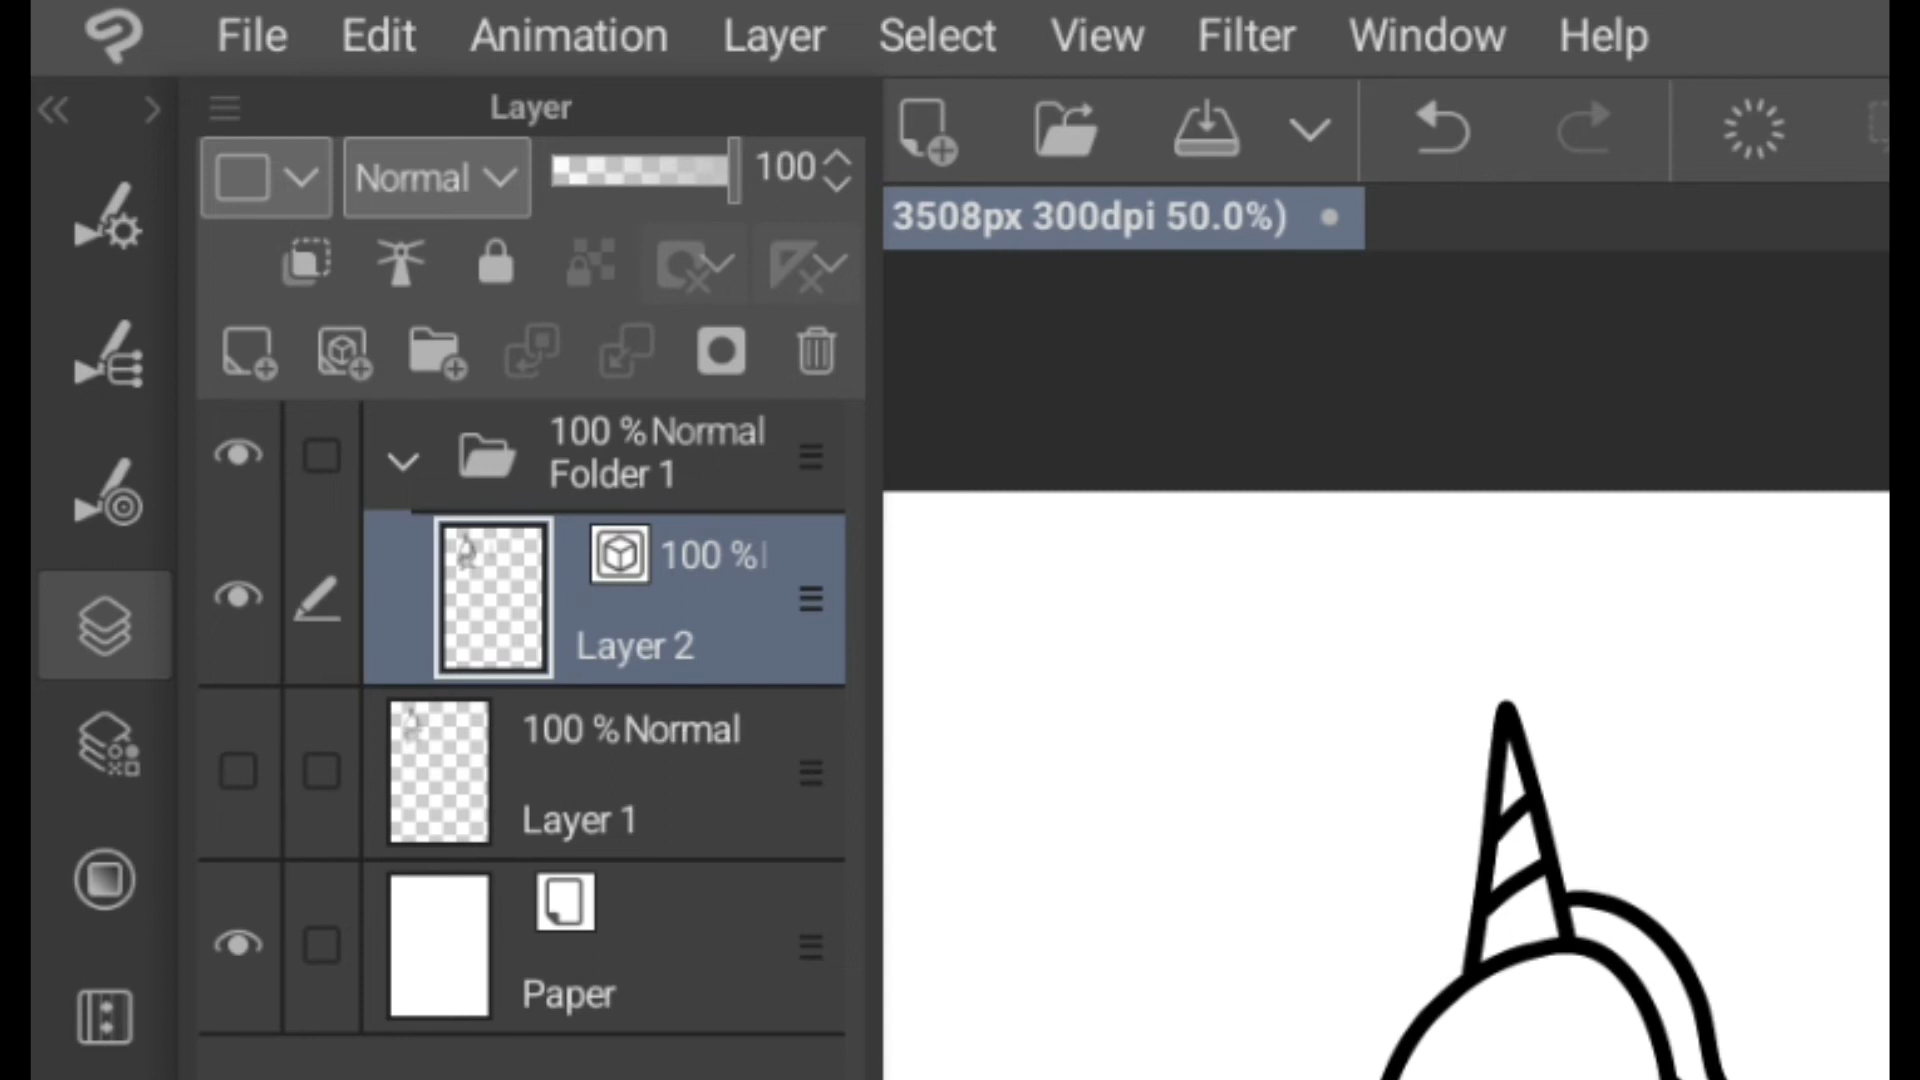 File Edit Animation Layer Select View Filter Window Help
Layer
Normal 100
3508px 300dpi 50.0%)
100 %Normal
Folder 1
100 %
Layer 2
100 %Normal
Layer 1
Paper